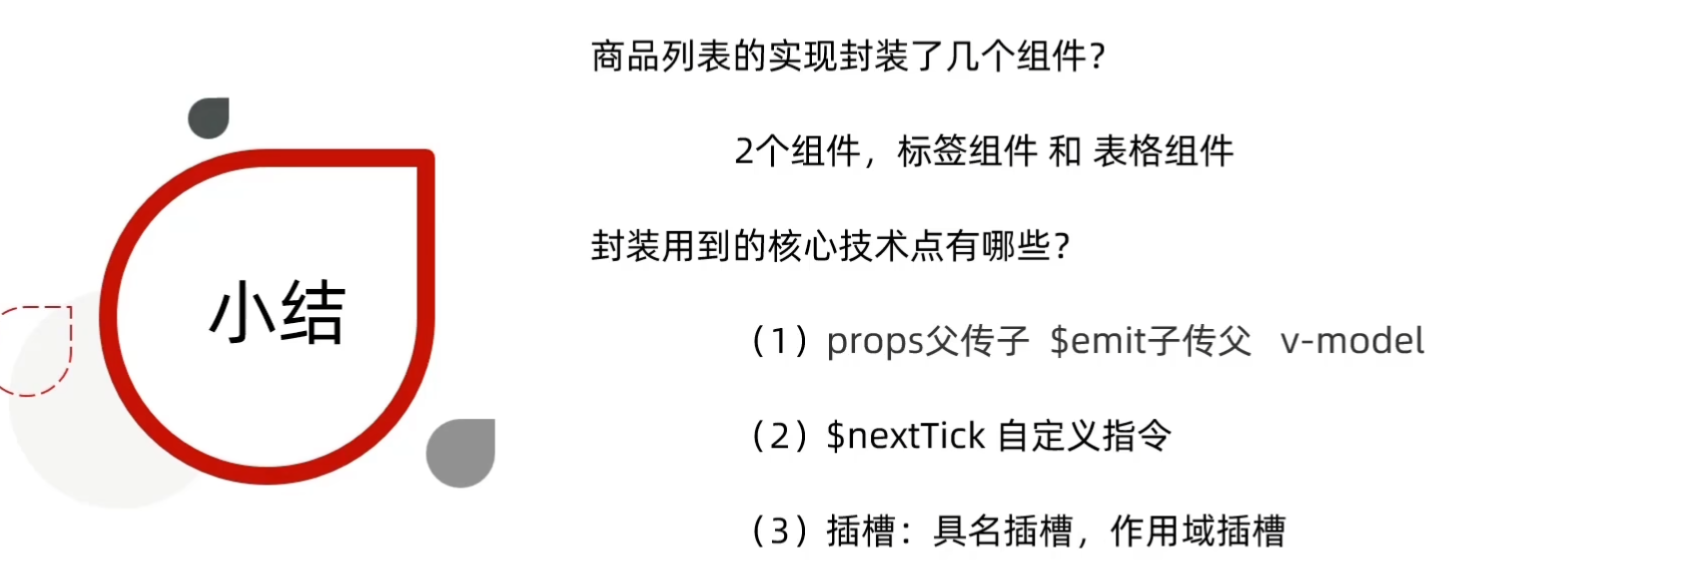 小结
商品列表的实现封装了几个组件？
2个组件，标签组件 和 表格组件
封装用到的核心技术点有哪些？
（1）props父传子 $emit子传父 v-model
（2）$nextTick 自定义指令
（3）插槽：具名插槽，作用域插槽